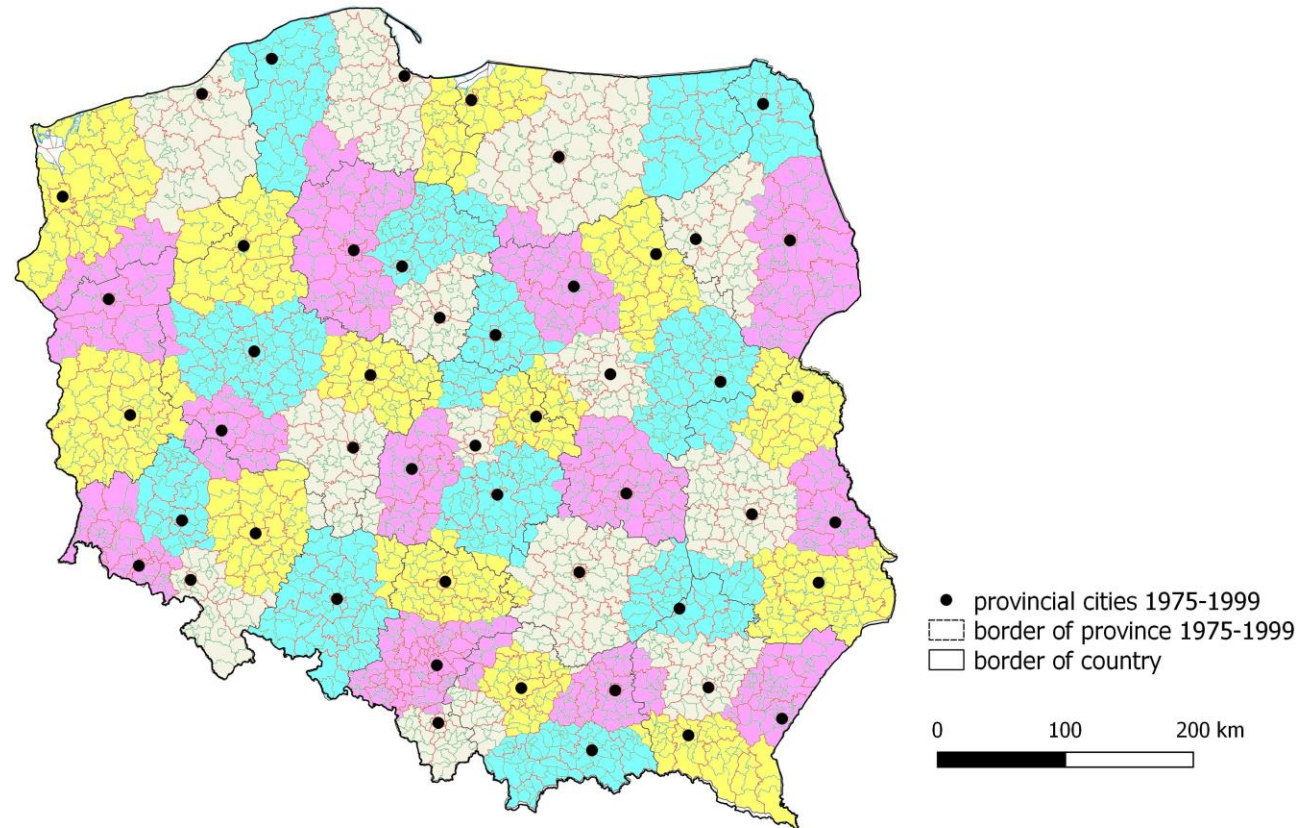 provincial cities 1975-1999
border of province 1975-1999
border of country
0 100 200 km